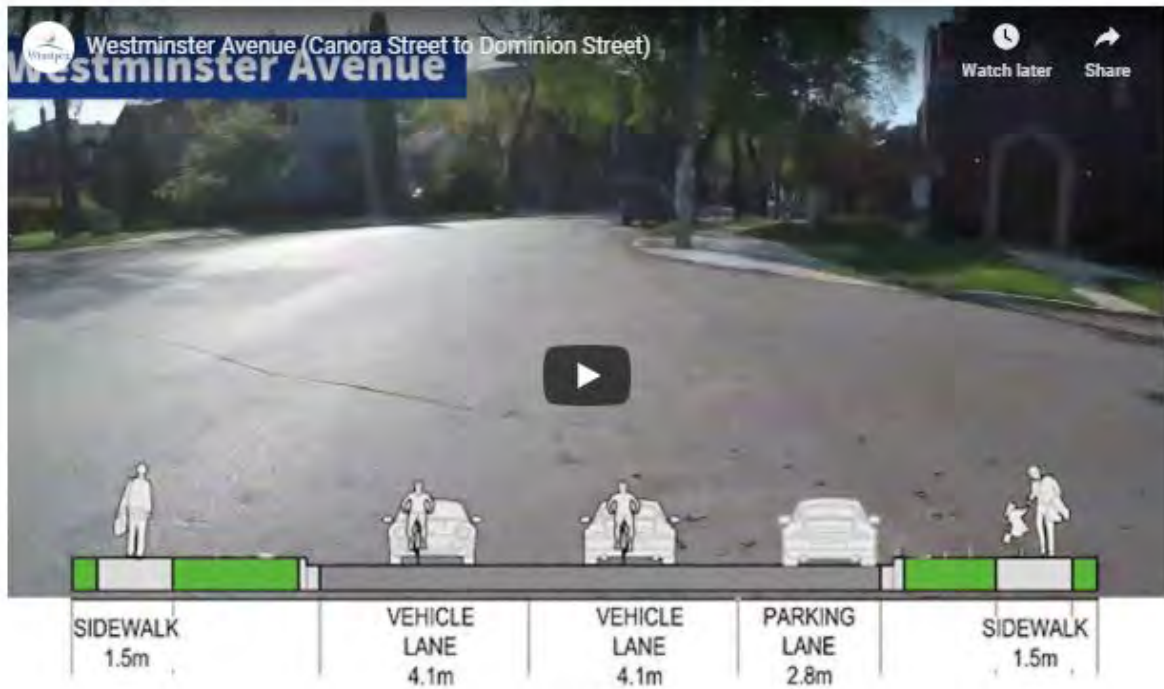 Westminster Avenue (Canora Street to Dominion Street)
Westminster Avenue
Watch later
Share
SIDEWALK
1.5m
VEHICLE
LANE
4.1m
VEHICLE
LANE
4.1m
PARKING
LANE
2.8m
SIDEWALK
1.5m